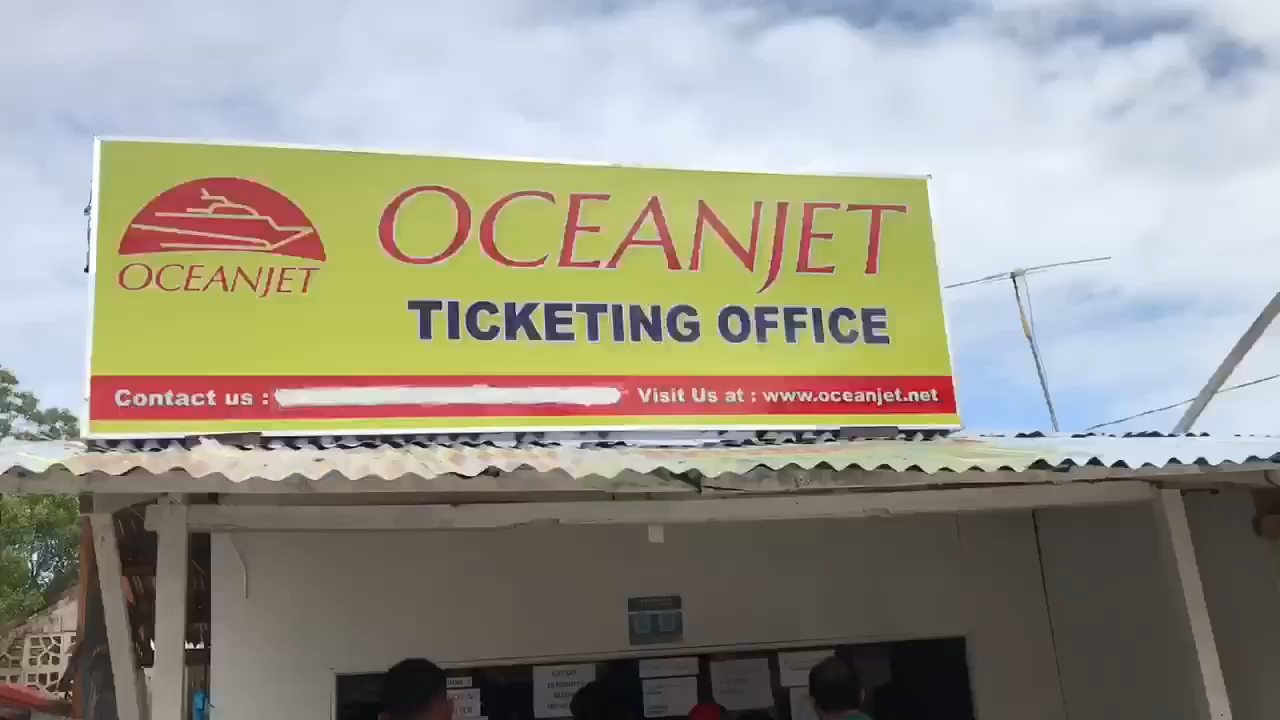 OCEANJET
OCEANJET
TICKETING OFFICE
Contact us : Visit Us at : www.oceanjet.net